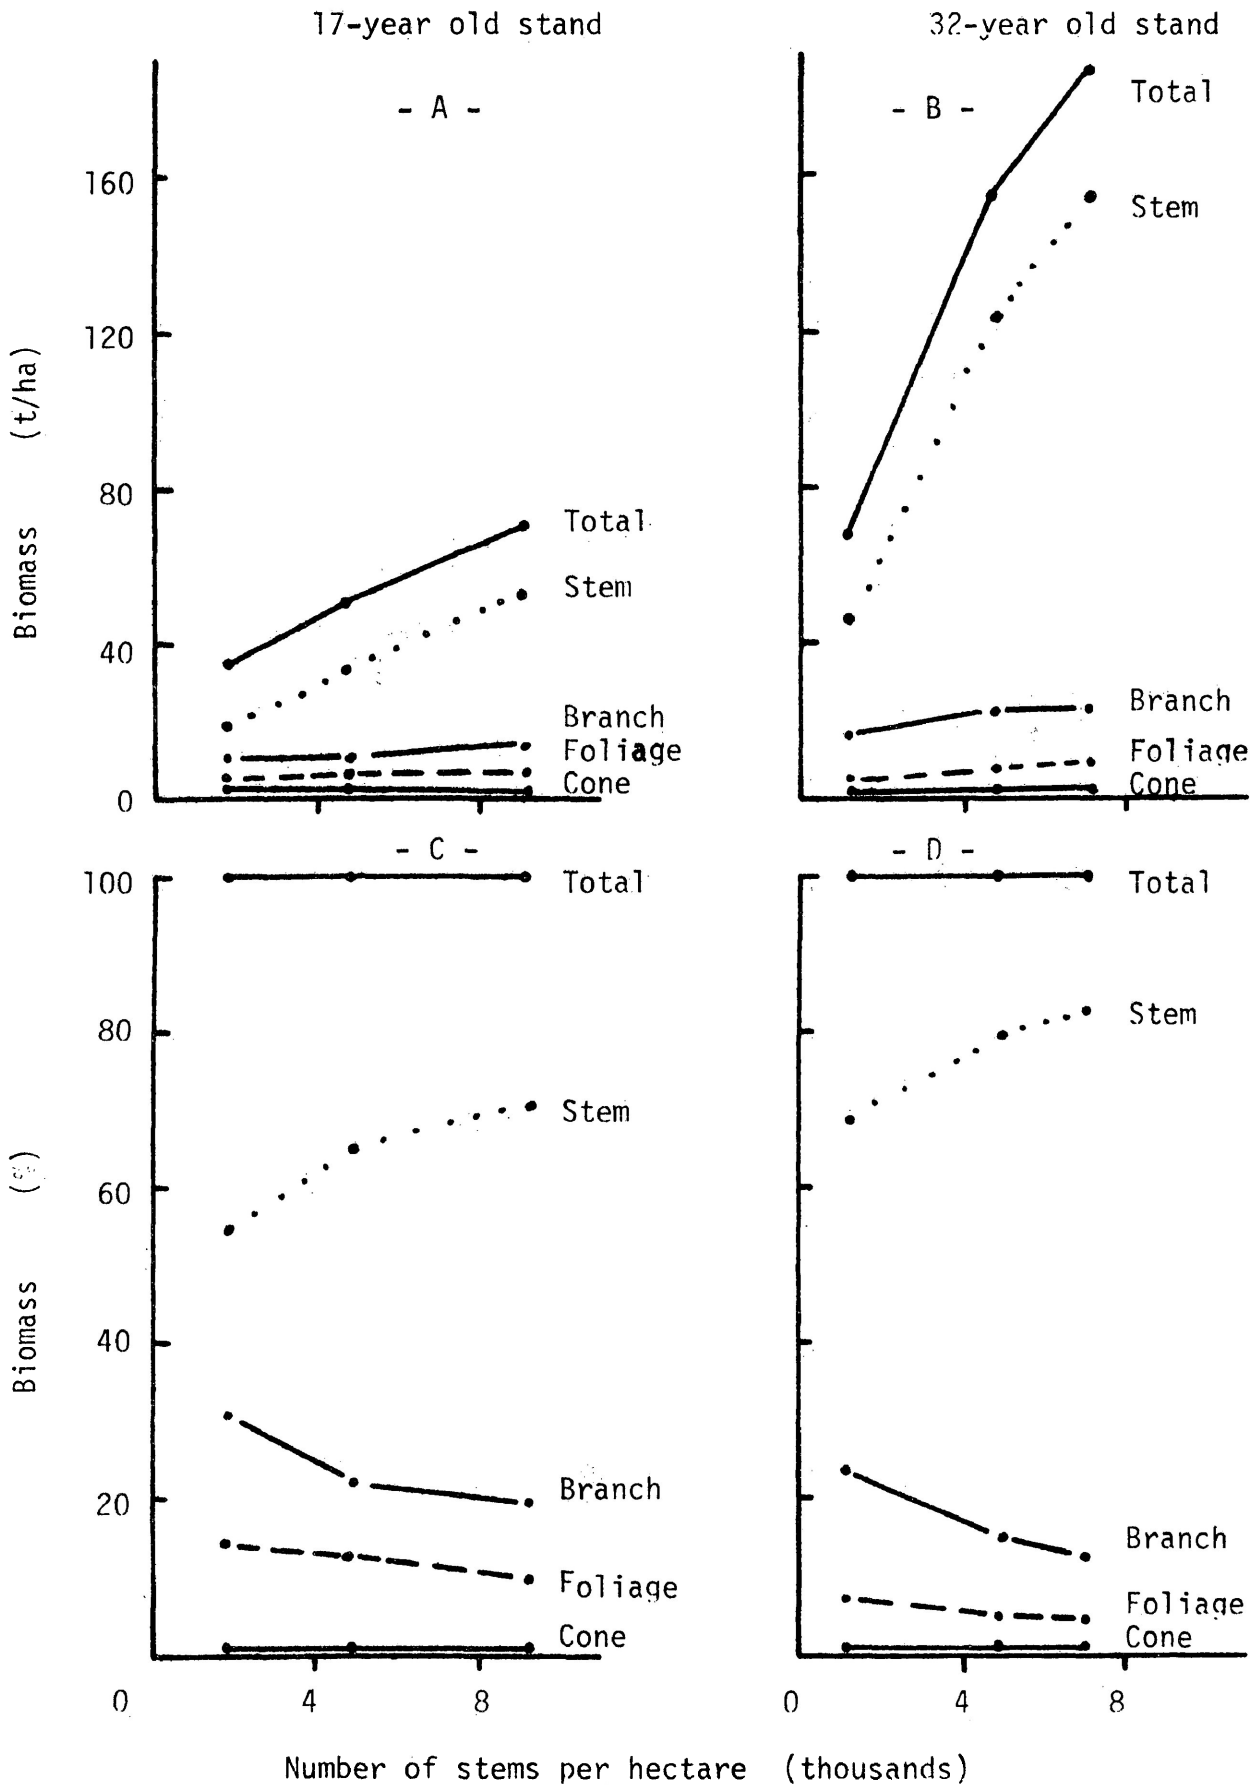 17-year old stand
32-year old stand
- A -
- B -
Total
Stem
160
120
80
40
0
Biomass (t/ha)
Total
Stem
Branch
Foliage
Cone
Branch
Foliage
Cone
- C -
- D -
100
80
60
40
20
Biomass (%)
Total
Stem
Branch
Foliage
Cone
Total
Stem
Branch
Foliage
Cone
0 4 8
0 4 8
Number of stems per hectare (thousands)